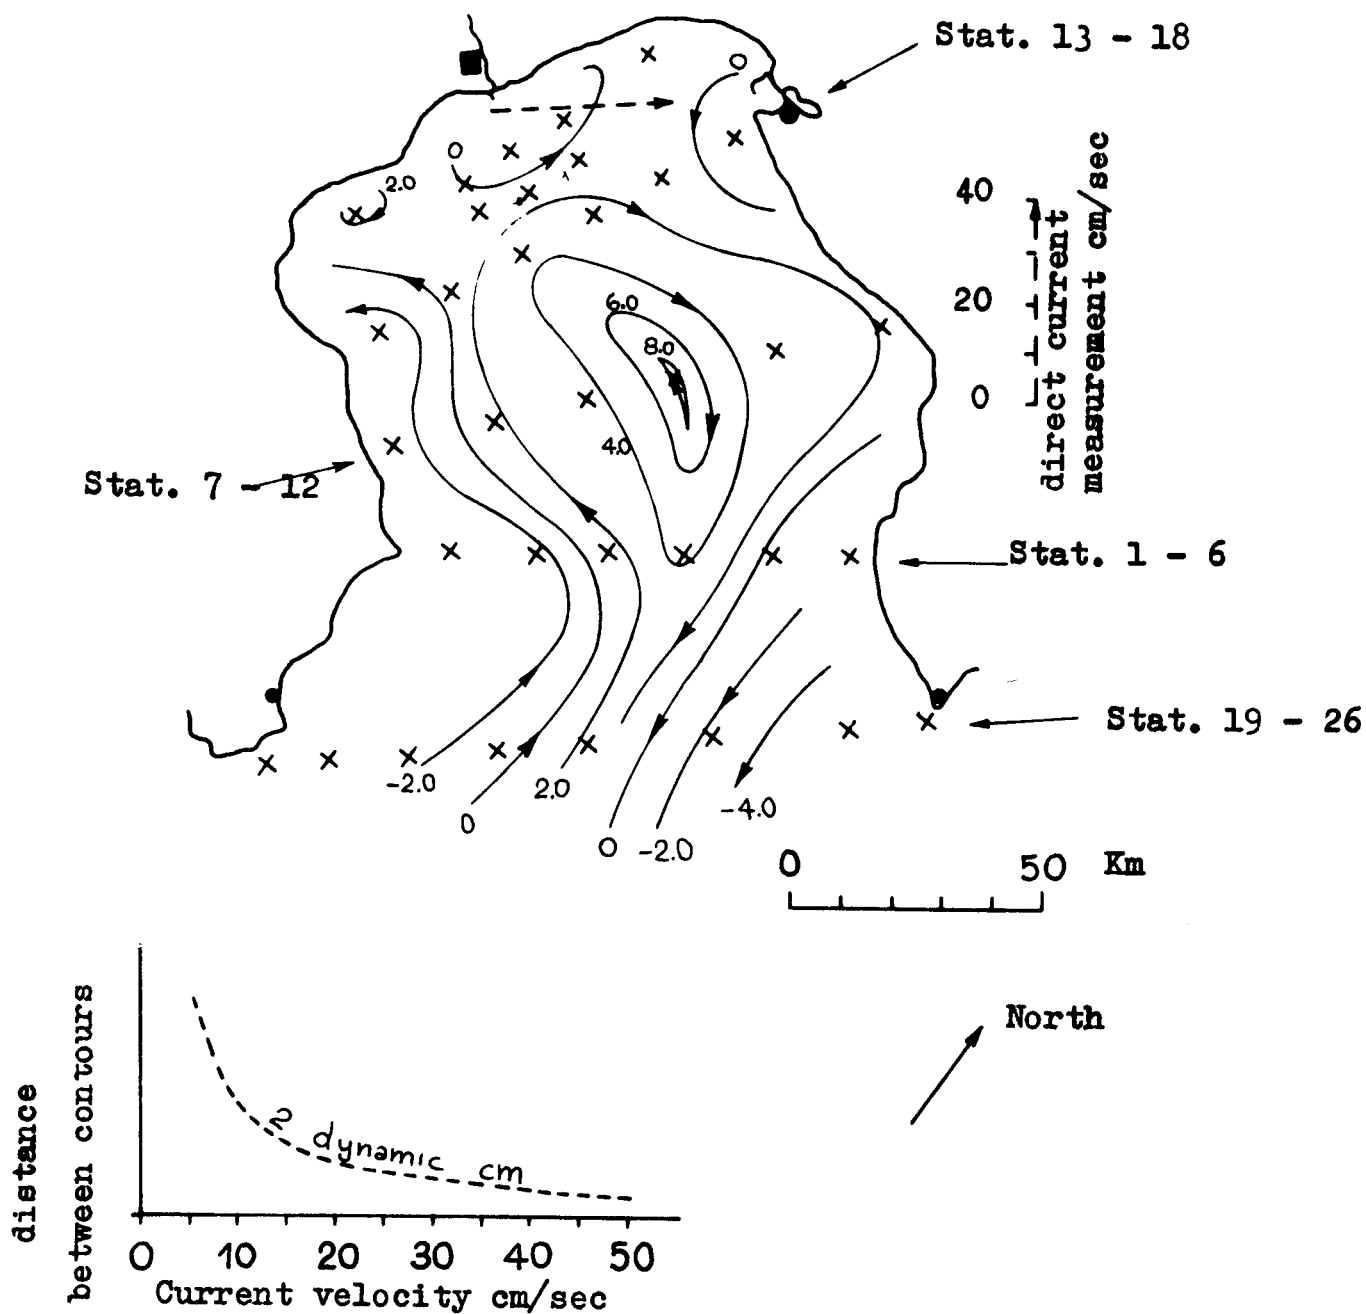 Stat. 13 - 18
0
0
2.0
40
20
0
direct current
measurement cm/sec
6.0
8.0
4.0
Stat. 7 - 12
Stat. 1 - 6
Stat. 19 - 26
-2.0
0
2.0
0
-2.0
-4.0
0 50 Km
North
distance
between contours
2 dynamic cm
0 10 20 30 40 50
Current velocity cm/sec